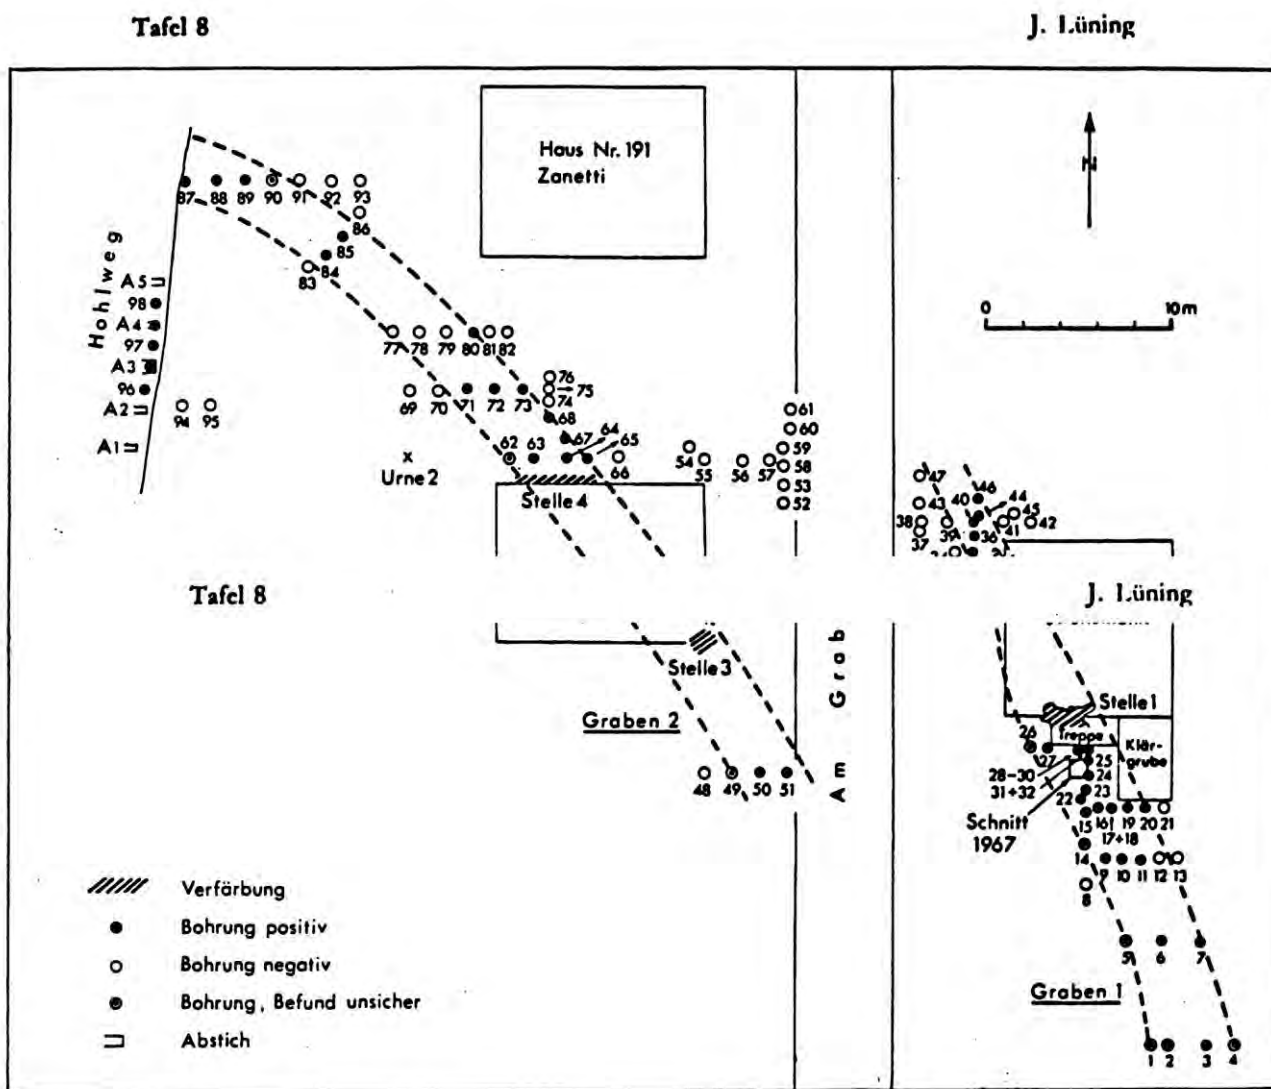 Tafel 8
J. Lüning
Haus Nr. 191
Zanetti
N
0 10 m
87 88 89 90 91 92 93
86
85
84
83
Hohlweg
A5
98
A4
97
A3
96
A2
A1
94 95
77 78 79 80 81 82
76
75
74
69 70 71 72 73
68
67
64
65
62 63
66
Urne 2
Stelle 4
61
60
59
58
54 55 56 57
53
52
47
46
43
40
44
45
38
39
41
42
37
36
Tafel 8
J. Lüning
Stelle 3
Graben 2
48 49 50 51
Am Grab
Stelle 1
Treppe
Klär-
grube
26
27
25
28-30
24
31+32
23
22
Schnitt
1967
15
16
19 20 21
17+18
14
9 10 11 12 13
8
5 6 7
Graben 1
1 2 3 4
Verfärbung
Bohrung positiv
Bohrung negativ
Bohrung, Befund unsicher
Abstich